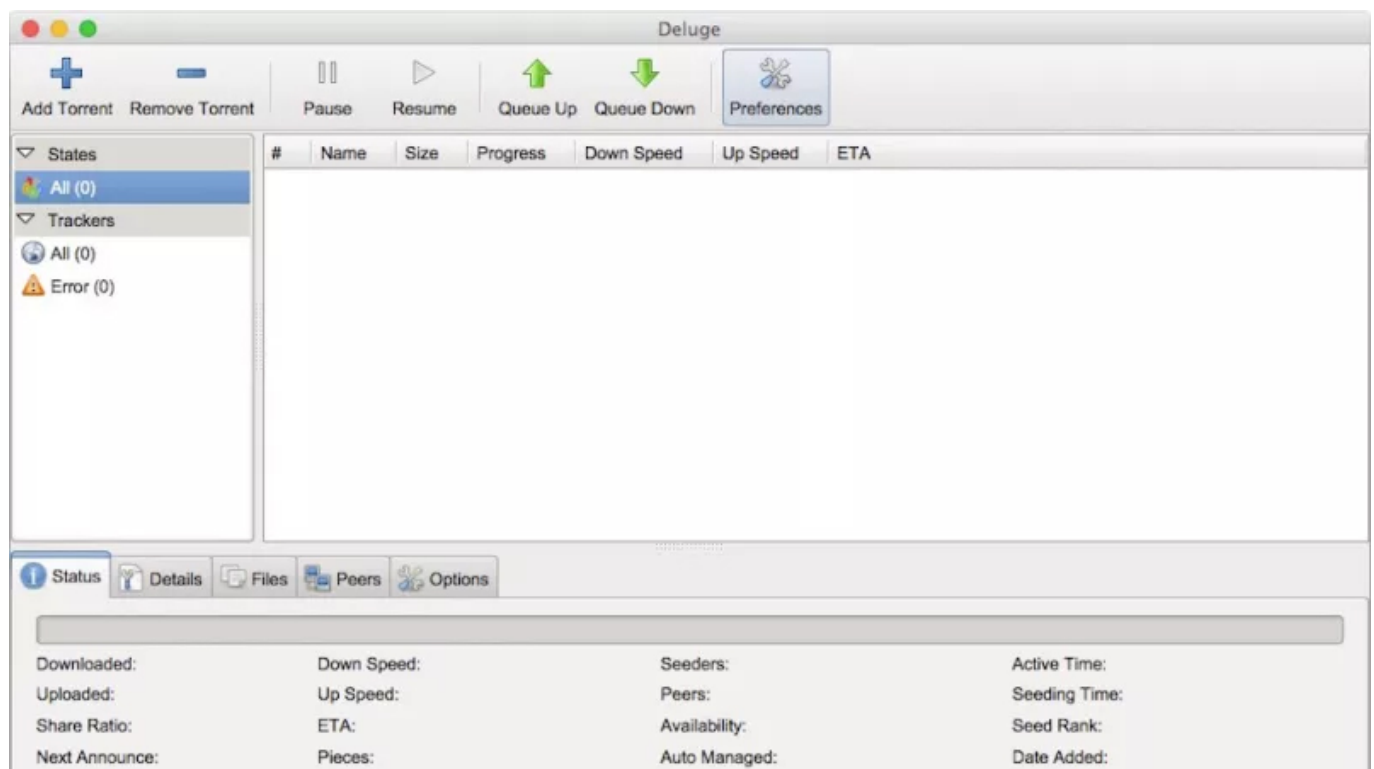 Deluge
Add Torrent Remove Torrent Pause Resume Queue Up Queue Down Preferences
States
All (0)
Trackers
All (0)
Error (0)
# Name Size Progress Down Speed Up Speed ETA
Status Details Files Peers Options
Downloaded: Down Speed: Seeders: Active Time:
Uploaded: Up Speed: Peers: Seeding Time:
Share Ratio: ETA: Availability: Seed Rank:
Next Announce: Pieces: Auto Managed: Date Added: